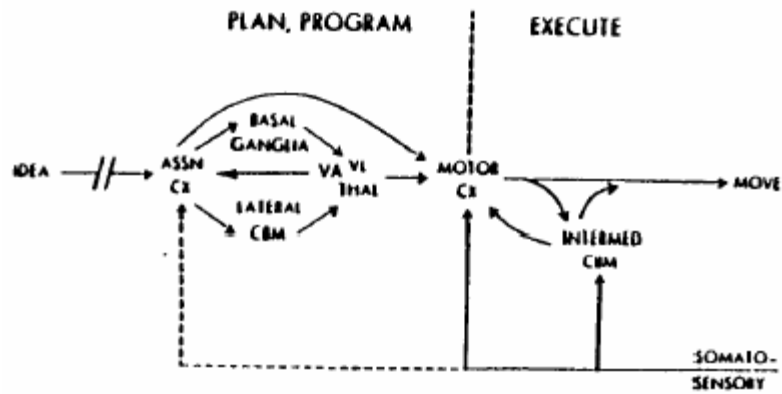 PLAN, PROGRAM
EXECUTE
BASAL
GANGLIA
IDEA
ASSN
CX
VA VL
THAL
MOTOR
CX
MOVE
LATERAL
CBM
INTERMED
CBM
SOMATO-
SENSORY